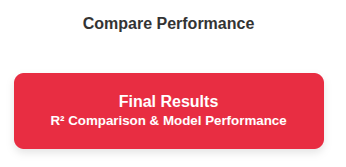 Compare Performance
Final Results
R² Comparison & Model Performance